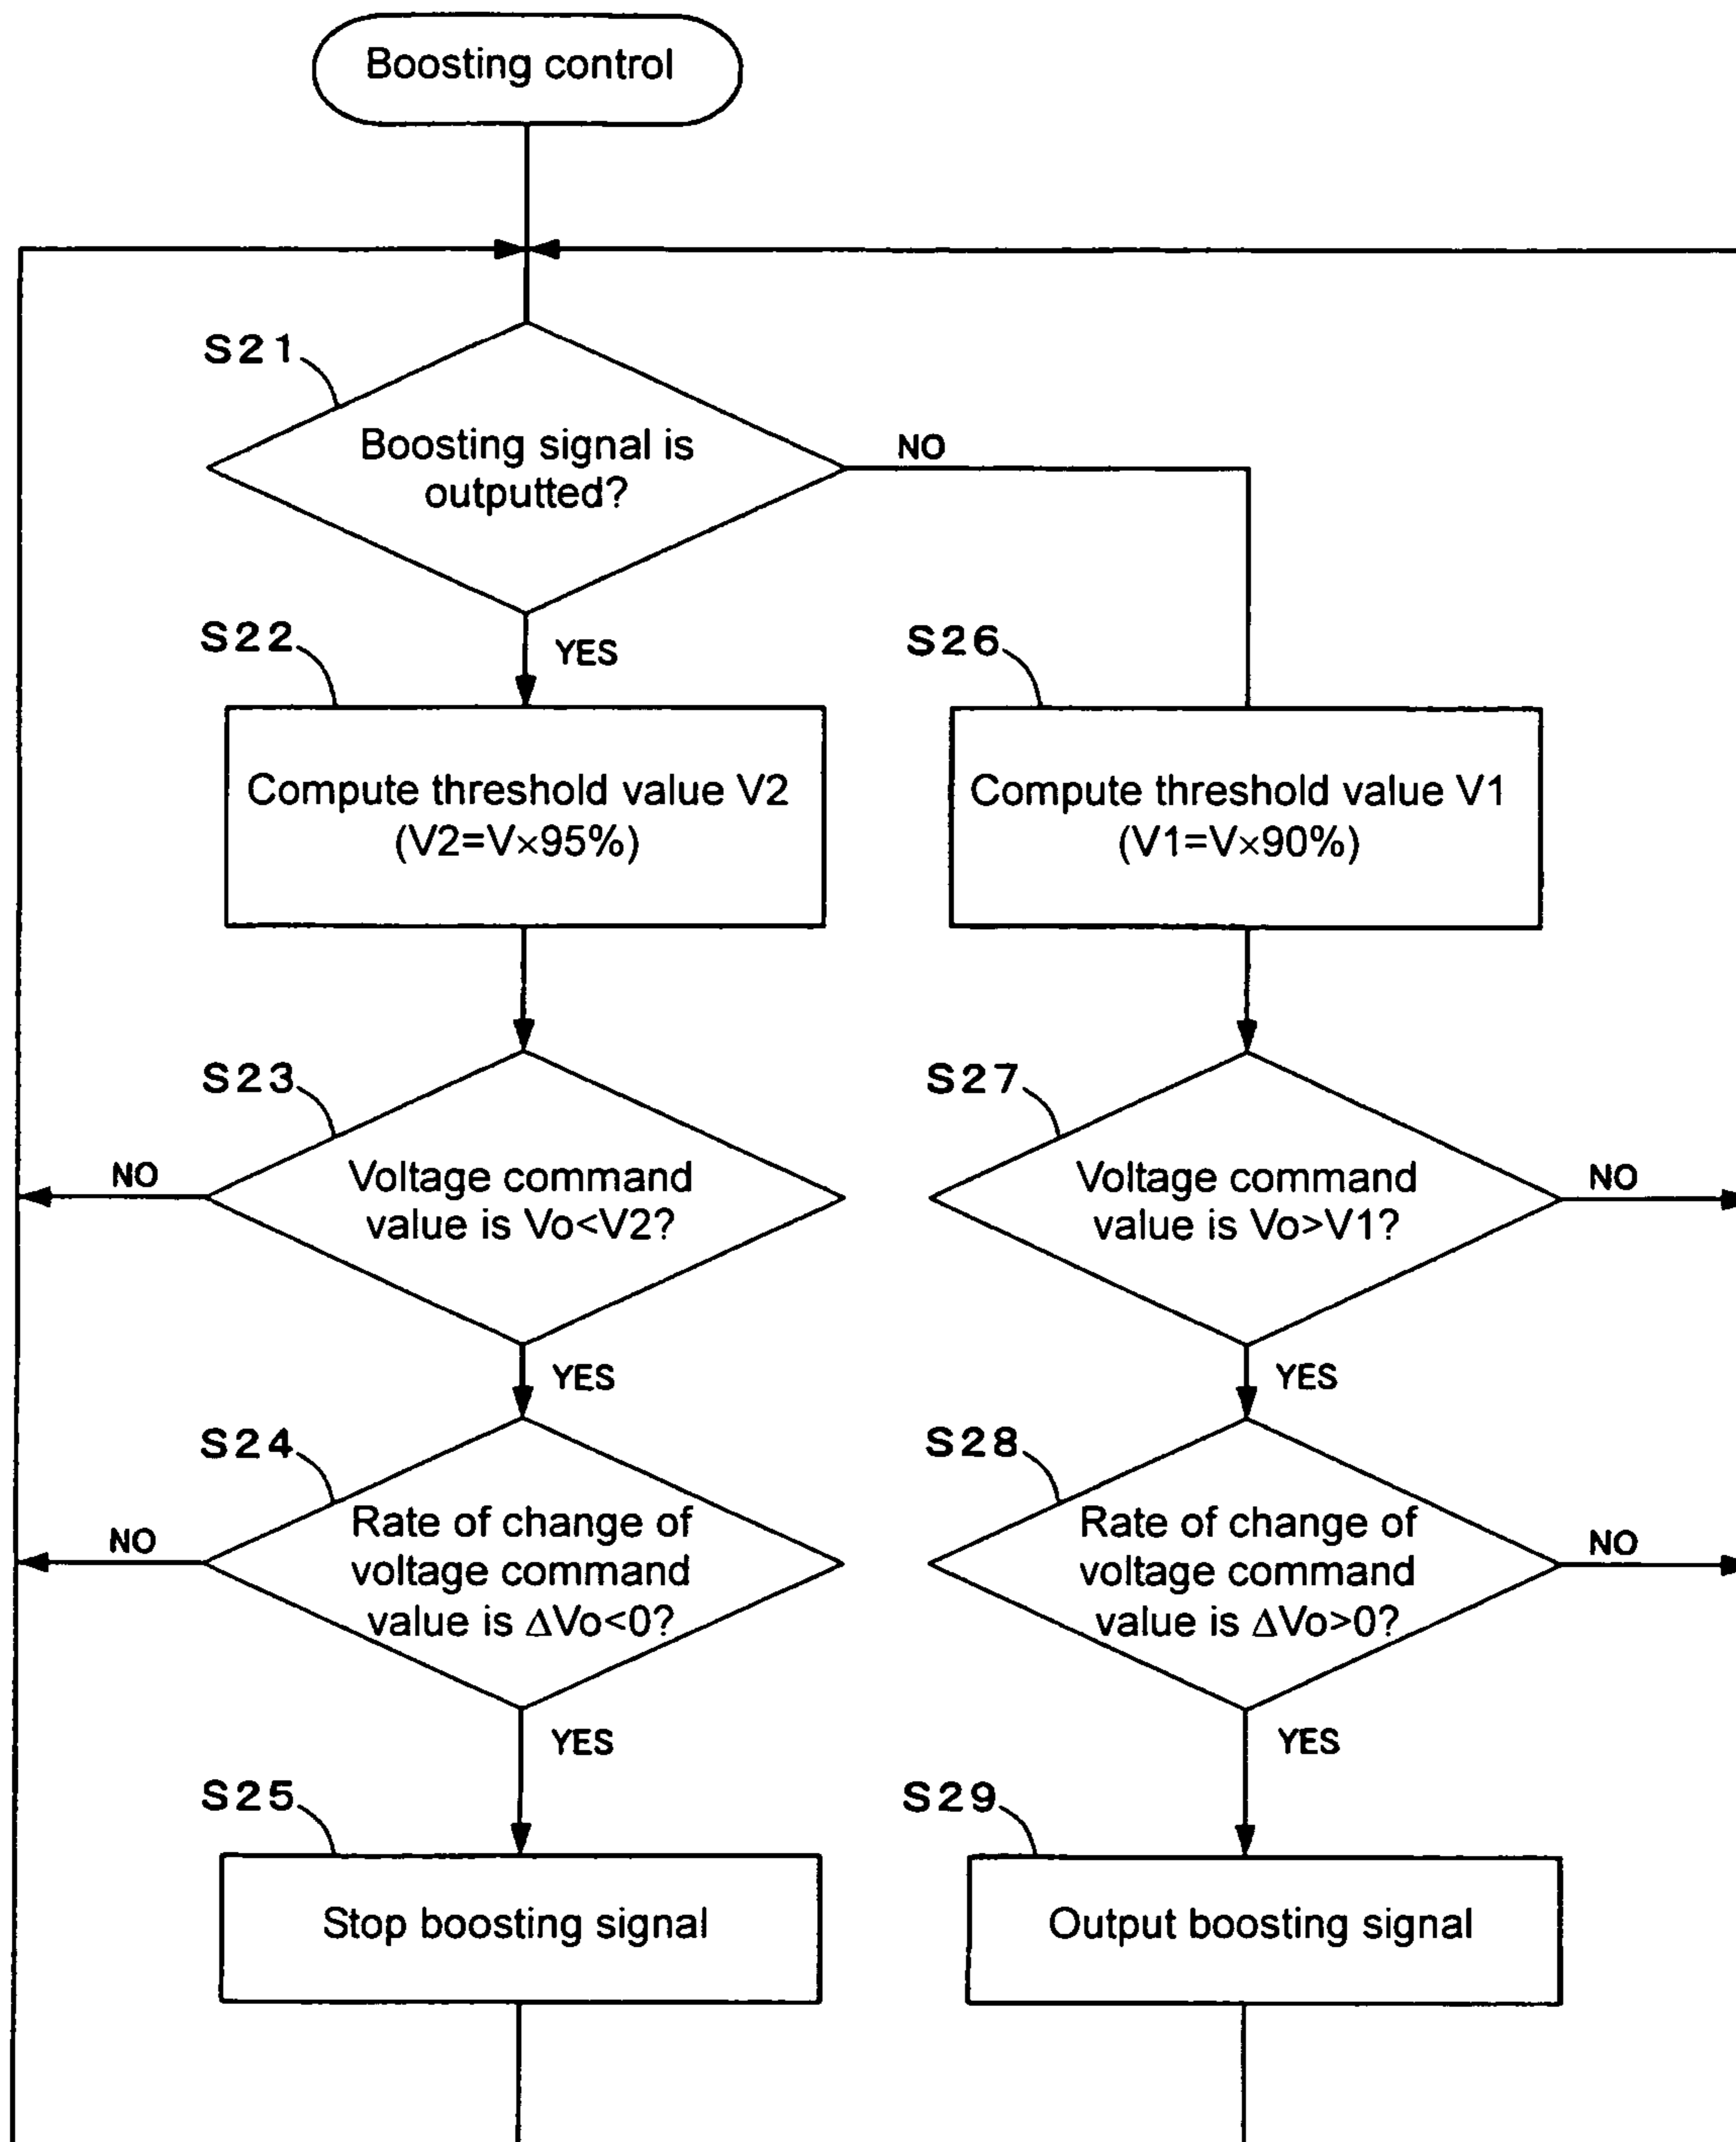 Boosting control
S21
Boosting signal is
outputted?
NO
YES
S22
Compute threshold value V2
(V2=V×95%)
S26
Compute threshold value V1
(V1=V×90%)
S23
Voltage command
value is Vo<V2?
NO
YES
S27
Voltage command
value is Vo>V1?
NO
YES
S24
Rate of change of
voltage command
value is ΔVo<0?
NO
YES
S28
Rate of change of
voltage command
value is ΔVo>0?
NO
YES
S25
Stop boosting signal
S29
Output boosting signal